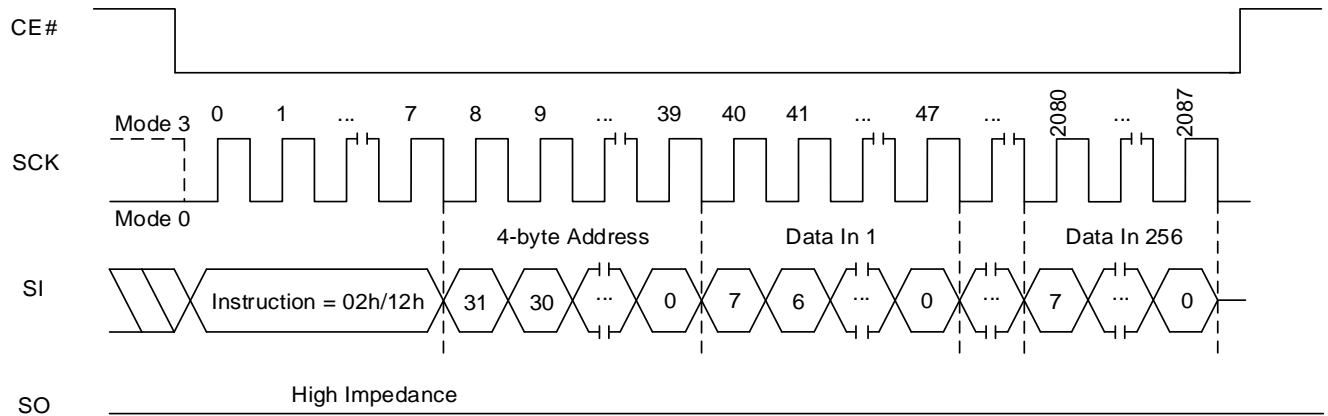 CE#
0 1 ... 7 8 9 ... 39 40 41 ... 47 ... 2080 ... 2087
Mode 3
SCK
Mode 0
4-byte Address Data In 1 Data In 256
SI Instruction = 02h/12h 31 30 ... 0 7 6 ... 0 ... 7 ... 0
High Impedance
SO